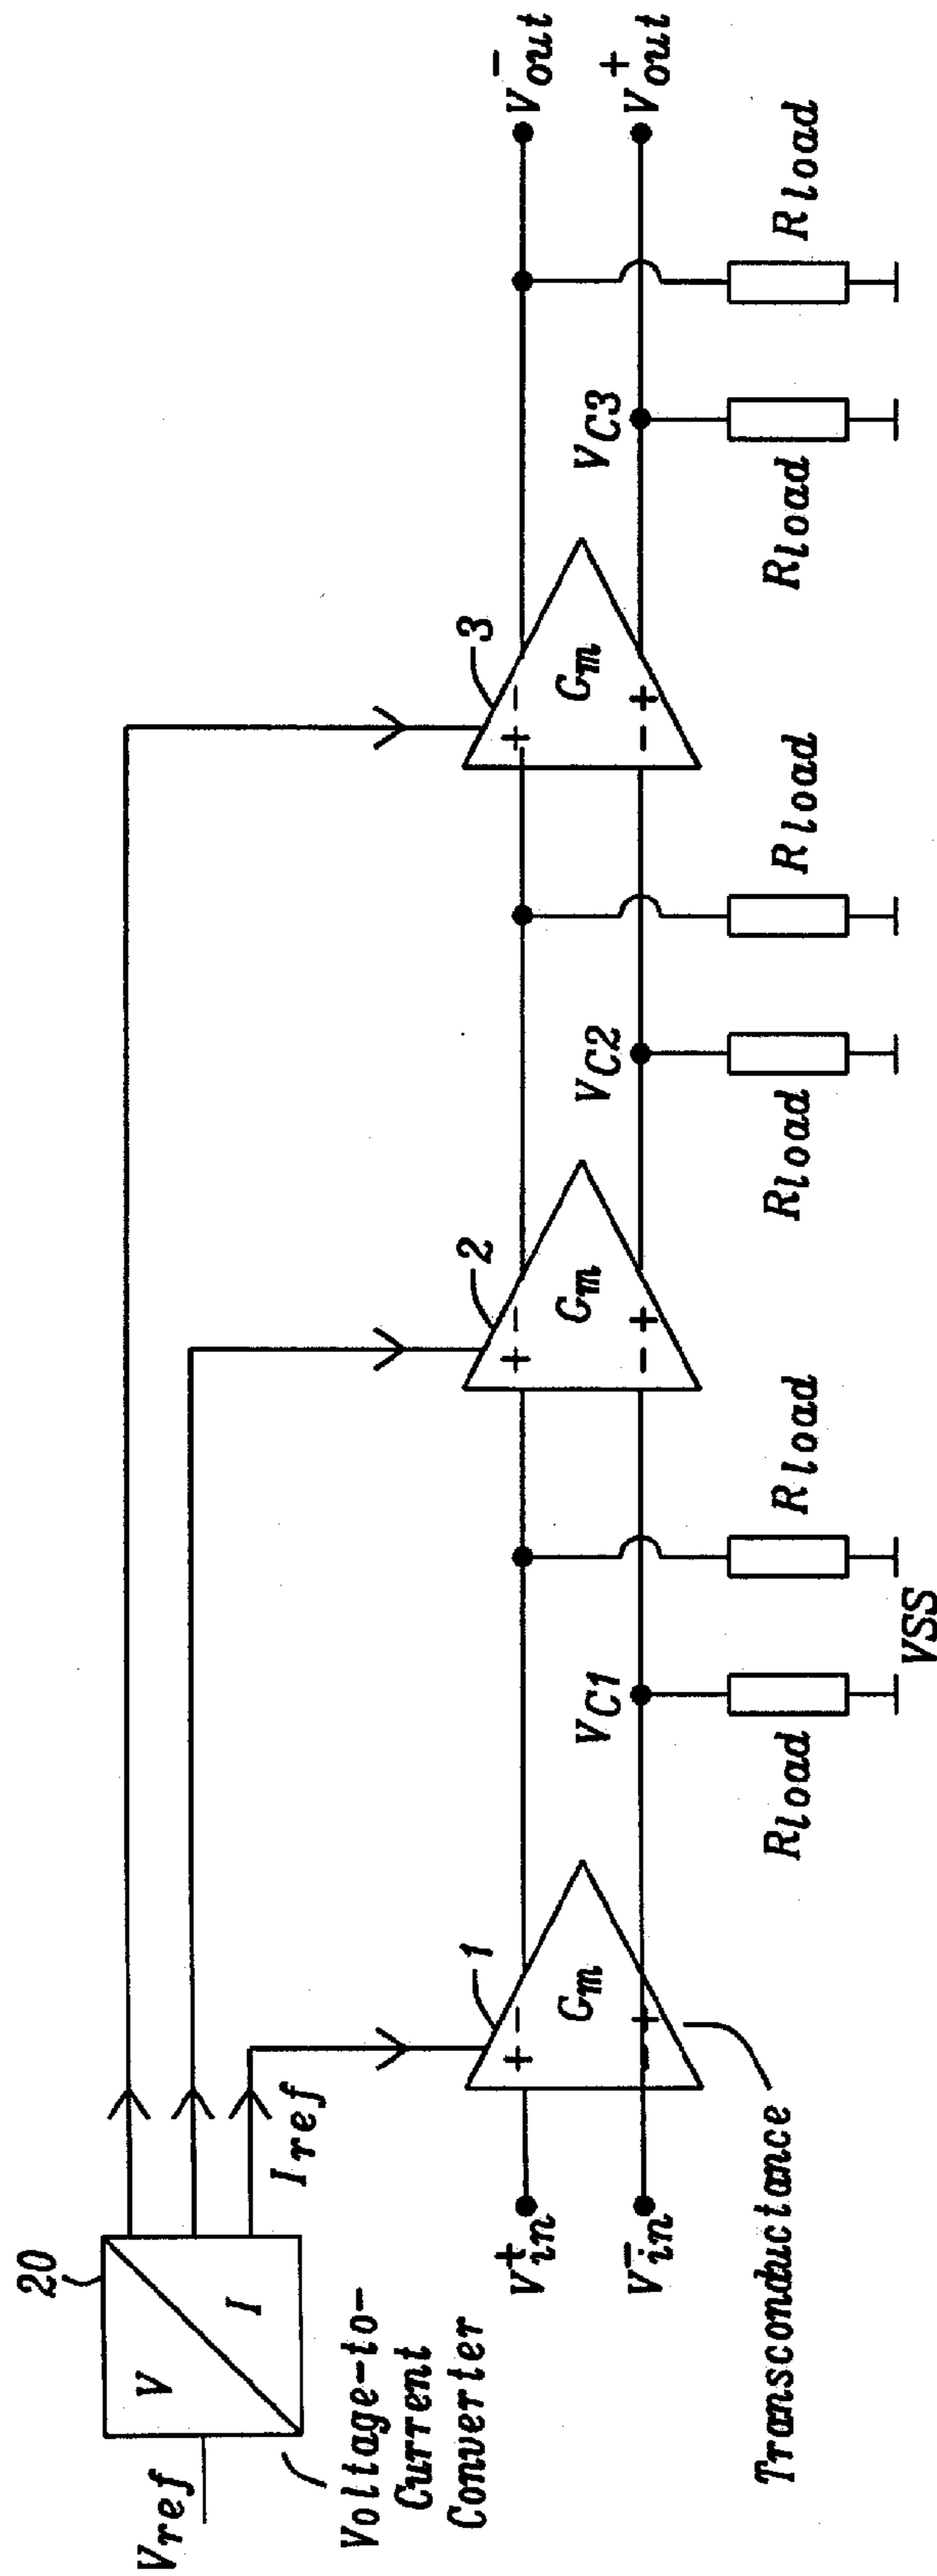 20
Vref
V
I
Iref
Voltage-to-
Current
Converter
1
2
3
V+in
V-in
+ -
- +
Gm
+ -
- +
Gm
+ -
- +
Gm
Transconductance
VC1
VC2
VC3
V-out
V+out
Rload
Rload
Rload
Rload
Rload
Rload
VSS